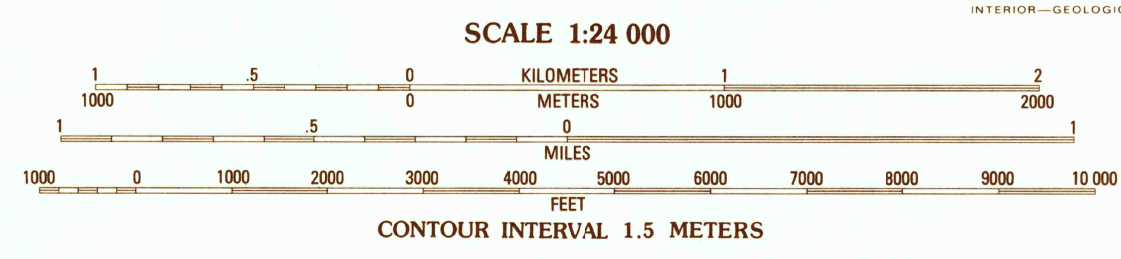 INTERIOR—GEOLOGIC
SCALE 1:24 000
1 .5 0 KILOMETERS 1 2
1000 0 METERS 1000 2000
1 .5 0 1
MILES
1000 0 1000 2000 3000 4000 5000 6000 7000 8000 9000 10 000
FEET
CONTOUR INTERVAL 1.5 METERS